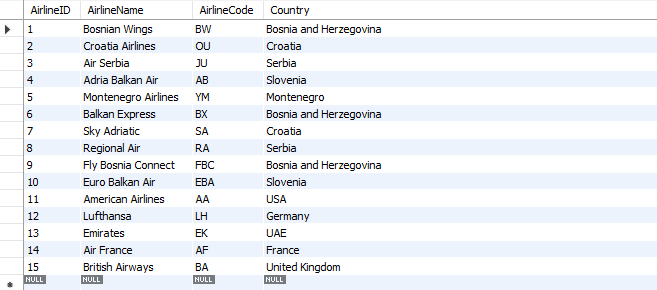 AirlineID AirlineName AirlineCode Country
1 Bosnian Wings BW Bosnia and Herzegovina
2 Croatia Airlines OU Croatia
3 Air Serbia JU Serbia
4 Adria Balkan Air AB Slovenia
5 Montenegro Airlines YM Montenegro
6 Balkan Express BX Bosnia and Herzegovina
7 Sky Adriatic SA Croatia
8 Regional Air RA Serbia
9 Fly Bosnia Connect FBC Bosnia and Herzegovina
10 Euro Balkan Air EBA Slovenia
11 American Airlines AA USA
12 Lufthansa LH Germany
13 Emirates EK UAE
14 Air France AF France
15 British Airways BA United Kingdom
NULL NULL NULL NULL